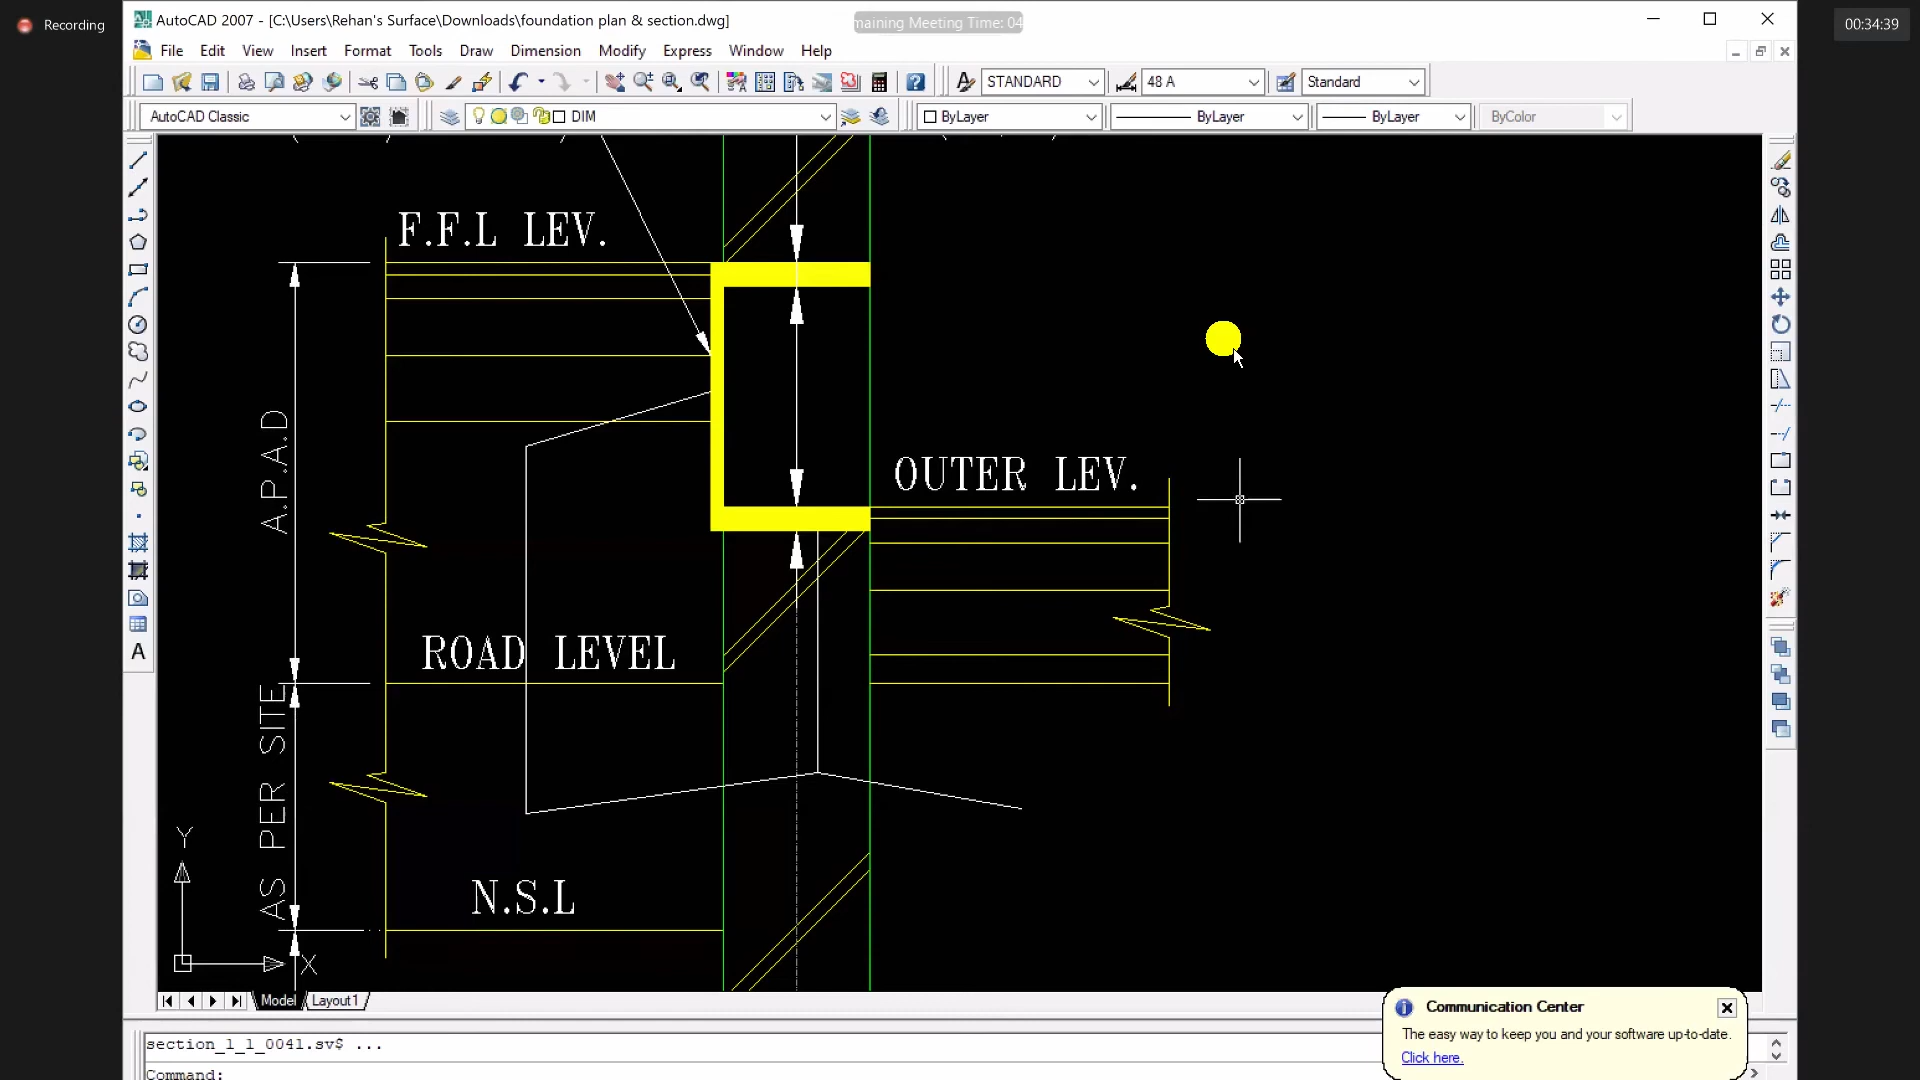 Recording
AutoCAD 2007 - [C:\Users\Rehan's Surface\Downloads\foundation plan & section.dwg]
maining Meeting Time: 04
00:34:39
File Edit View Insert Format Tools Draw Dimension Modify Express Window Help
STANDARD 48 A Standard
AutoCAD Classic DIM ByLayer ByLayer ByLayer ByColor
F.F.L LEV.
A.P.A.D
OUTER LEV.
ROAD LEVEL
AS PER SITE
N.S.L
Y
X
A
Model Layout1
section_1_1_0041.sv$ ...
Command:
Communication Center
The easy way to keep you and your software up-to-date.
Click here.